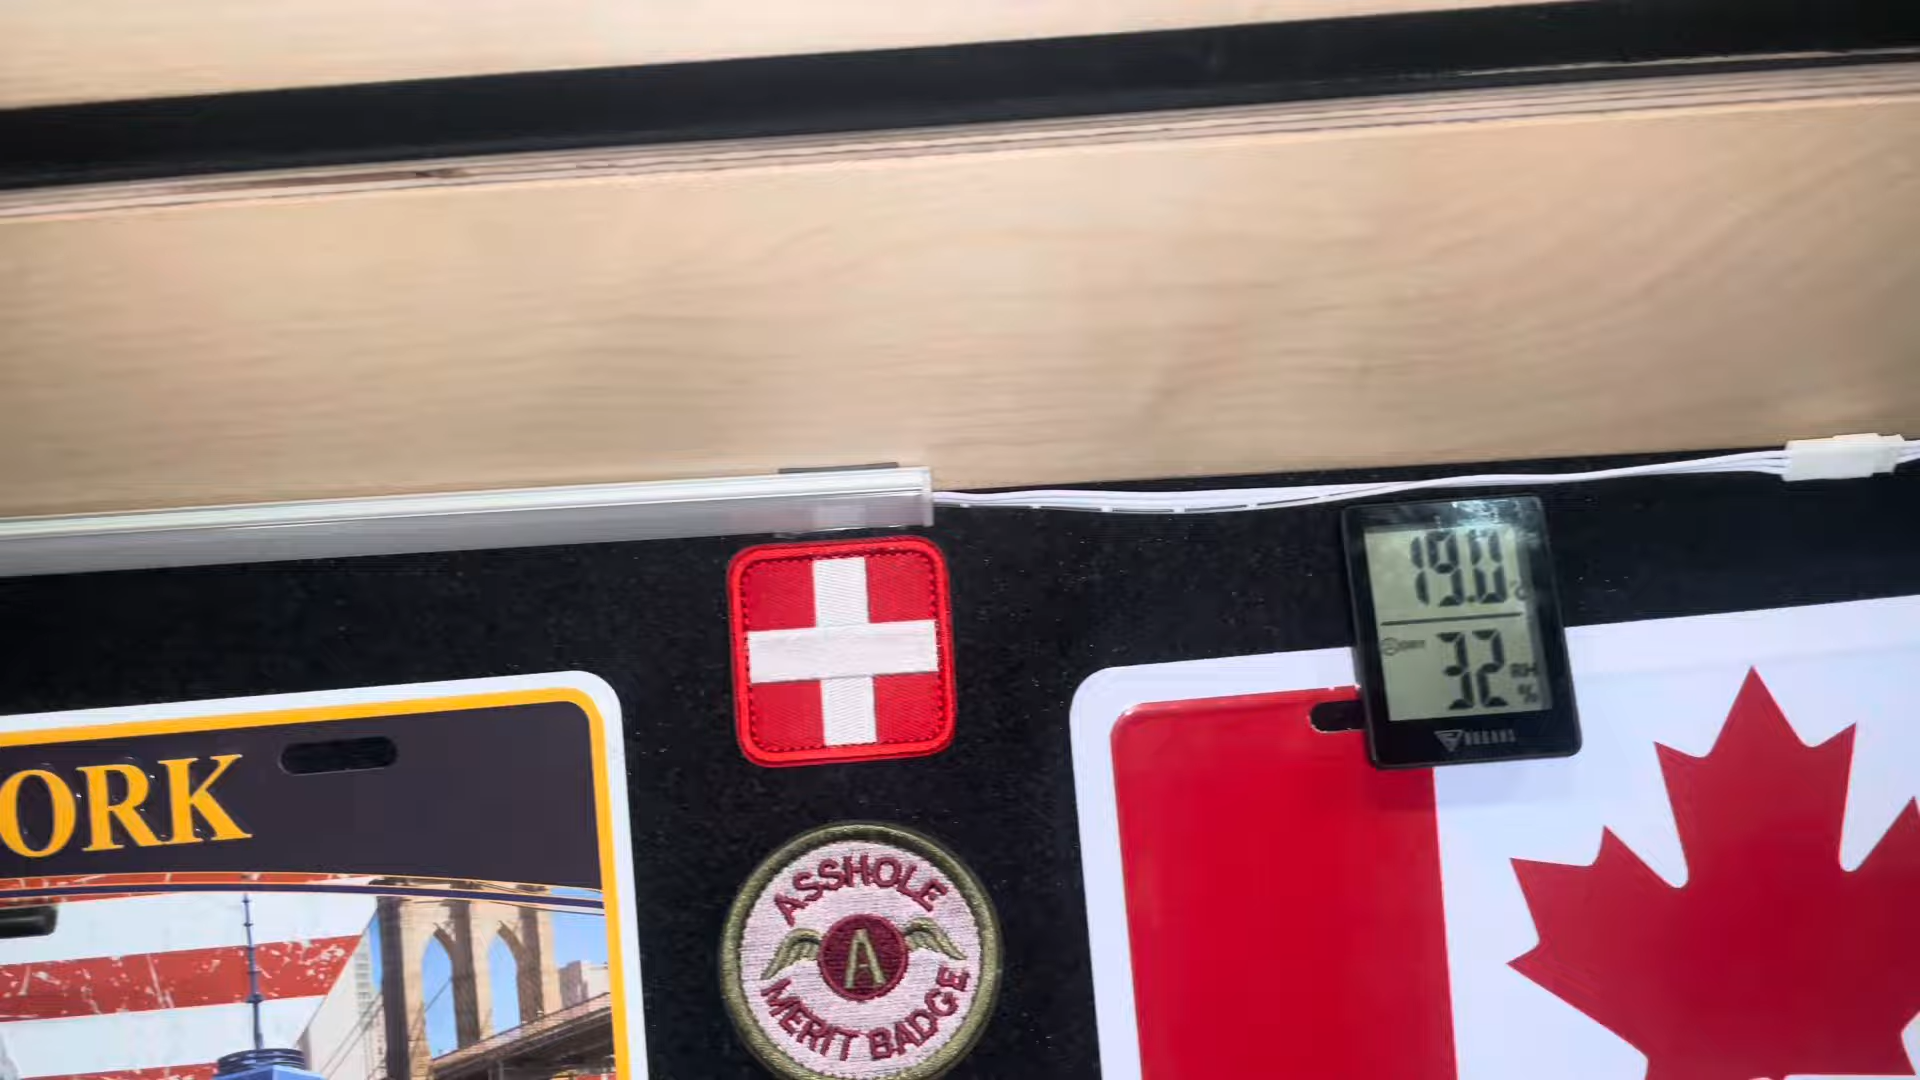 19.0
32 RH
%
ORK
ASSHOLE
A
MERIT BADGE